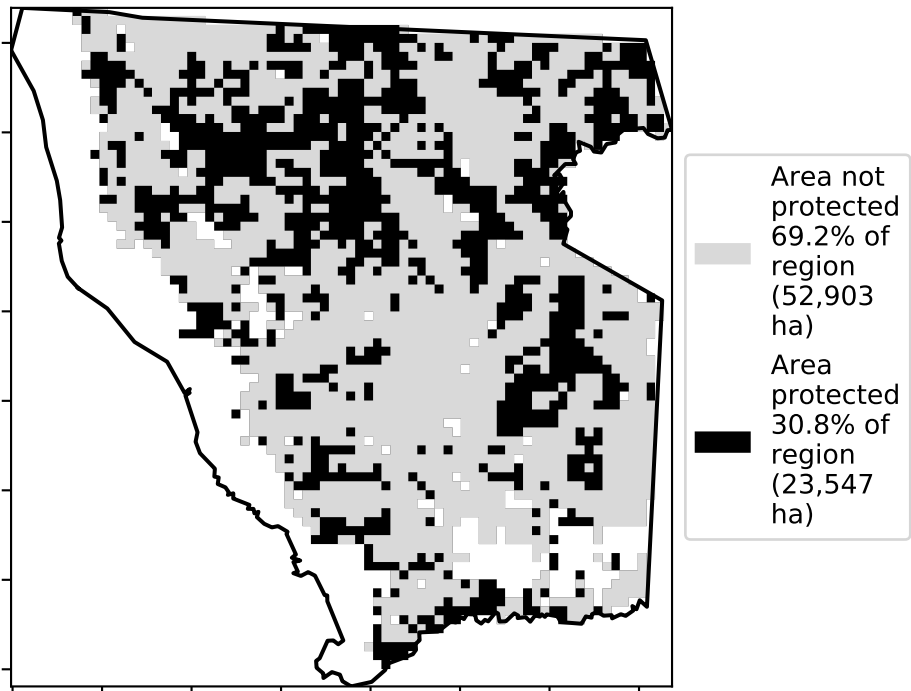 Area not
protected
69.2% of
region
(52,903
ha)
Area
protected
30.8% of
region
(23,547
ha)